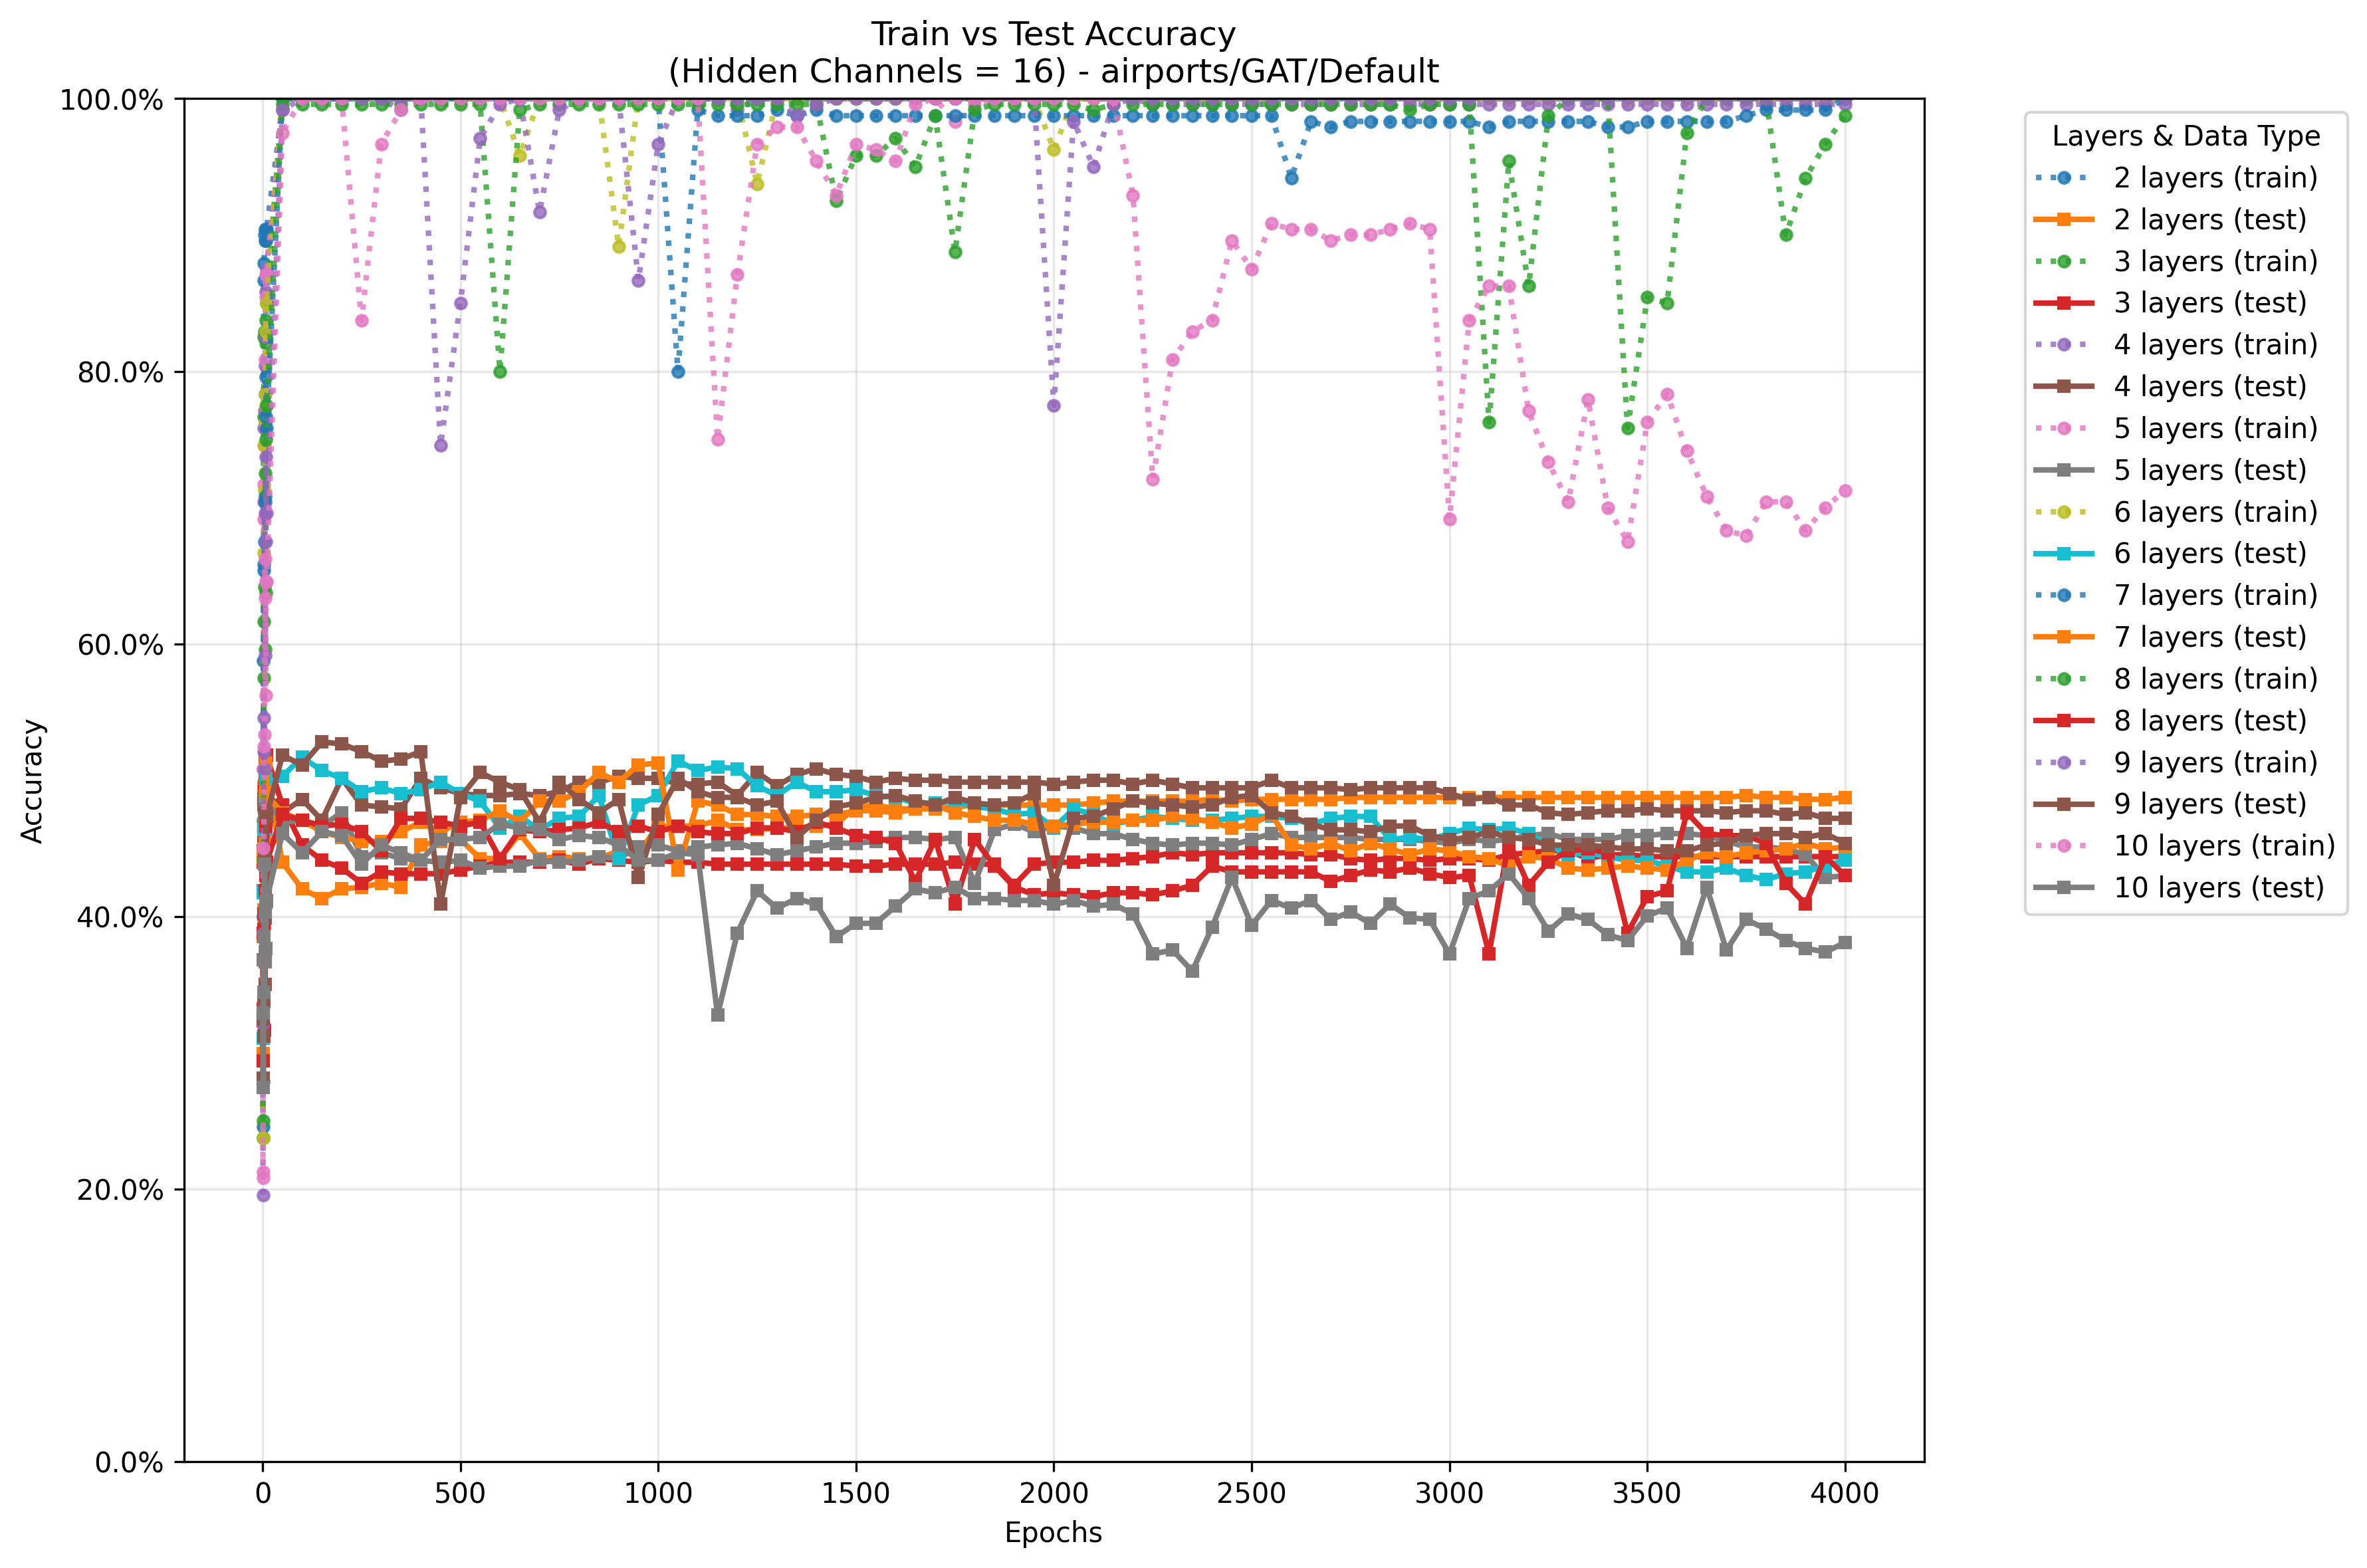 Train vs Test Accuracy
(Hidden Channels = 16) - airports/GAT/Default
100.0%
80.0%
60.0%
40.0%
20.0%
0.0%
Accuracy
0
500
1000
1500
2000
2500
3000
3500
4000
Epochs
Layers & Data Type
2 layers (train)
2 layers (test)
3 layers (train)
3 layers (test)
4 layers (train)
4 layers (test)
5 layers (train)
5 layers (test)
6 layers (train)
6 layers (test)
7 layers (train)
7 layers (test)
8 layers (train)
8 layers (test)
9 layers (train)
9 layers (test)
10 layers (train)
10 layers (test)